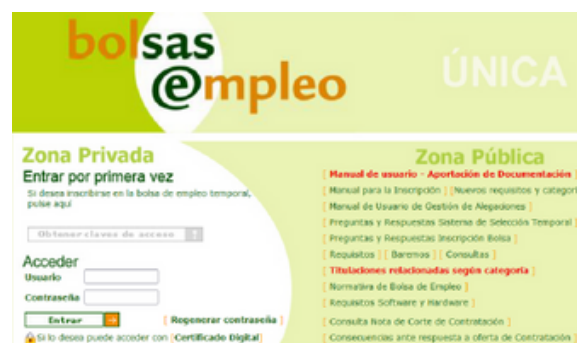 bolsas
empleo
ÚNICA
Zona Privada
Entrar por primera vez
Si desea inscribirse en la bolsa de empleo temporal,
pulse aquí
Obtener claves de acceso
Acceder
Usuario
Contraseña
Entrar
[ Regenerar contraseña ]
Si lo desea puede acceder con [Certificado Digital]
Zona Pública
[ Manual de usuario - Aportación de Documentación ]
[ Manual para la Inscripción ] [Nuevos requisitos y categorí
[ Manual de Usuario de Gestión de Alegaciones ]
[ Preguntas y Respuestas Sistema de Selección Temporal ]
[ Preguntas y Respuestas Inscripción Bolsa ]
[ Requisitos ] [ Baremos ] [ Consultas ]
[ Titulaciones relacionadas según categoría ]
[ Normativa de Bolsa de Empleo ]
[ Requisitos Software y Hardware ]
[ Consulta Nota de Corte de Contratación ]
[ Consecuencias ante respuesta a oferta de Contratación ]